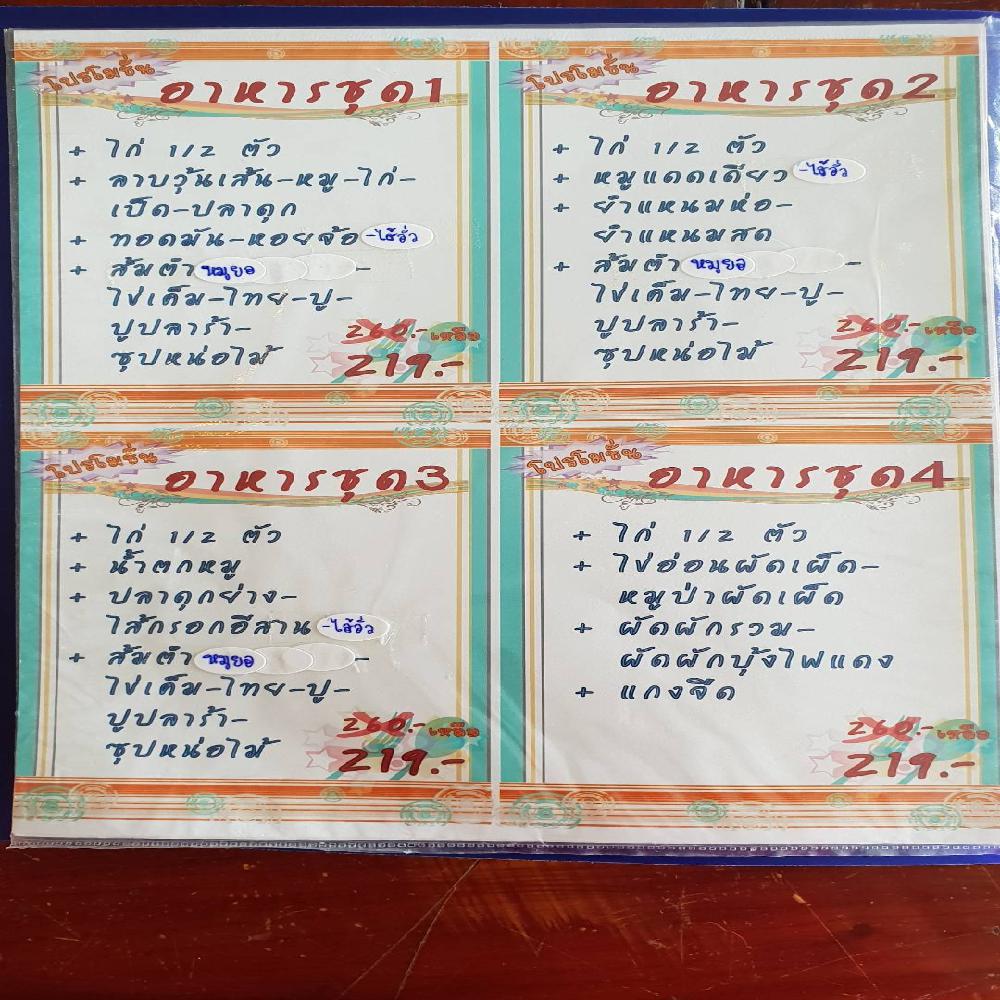 โปรโมชั่น
อาหารชุด1
+ ไก่ 1/2 ตัว
+ ลาบวุ้นเส้น-หมู-ไก่-
เป็ด-ปลาดุก
+ ทอดมัน-หอยจ้อ -ไส้อั่ว
+ ส้มตำ หมูยอ -
ไข่เค็ม-ไทย-ปู-
ปูปลาร้า-
ซุปหน่อไม้
260.- เหลือ
219.-
โปรโมชั่น
อาหารชุด2
+ ไก่ 1/2 ตัว
+ หมูแดดเดียว -ไส้อั่ว
+ ยำแหนมห่อ-
ยำแหนมสด
+ ส้มตำ หมูยอ -
ไข่เค็ม-ไทย-ปู-
ปูปลาร้า-
ซุปหน่อไม้
260.- เหลือ
219.-
โปรโมชั่น
อาหารชุด3
+ ไก่ 1/2 ตัว
+ น้ำตกหมู
+ ปลาดุกย่าง-
ไส้กรอกอีสาน -ไส้อั่ว
+ ส้มตำ หมูยอ -
ไข่เค็ม-ไทย-ปู-
ปูปลาร้า-
ซุปหน่อไม้
260.- เหลือ
219.-
โปรโมชั่น
อาหารชุด4
+ ไก่ 1/2 ตัว
+ ไข่อ่อนผัดเผ็ด-
หมูป่าผัดเผ็ด
+ ผัดผักรวม-
ผัดผักบุ้งไฟแดง
+ แกงจืด
260.- เหลือ
219.-